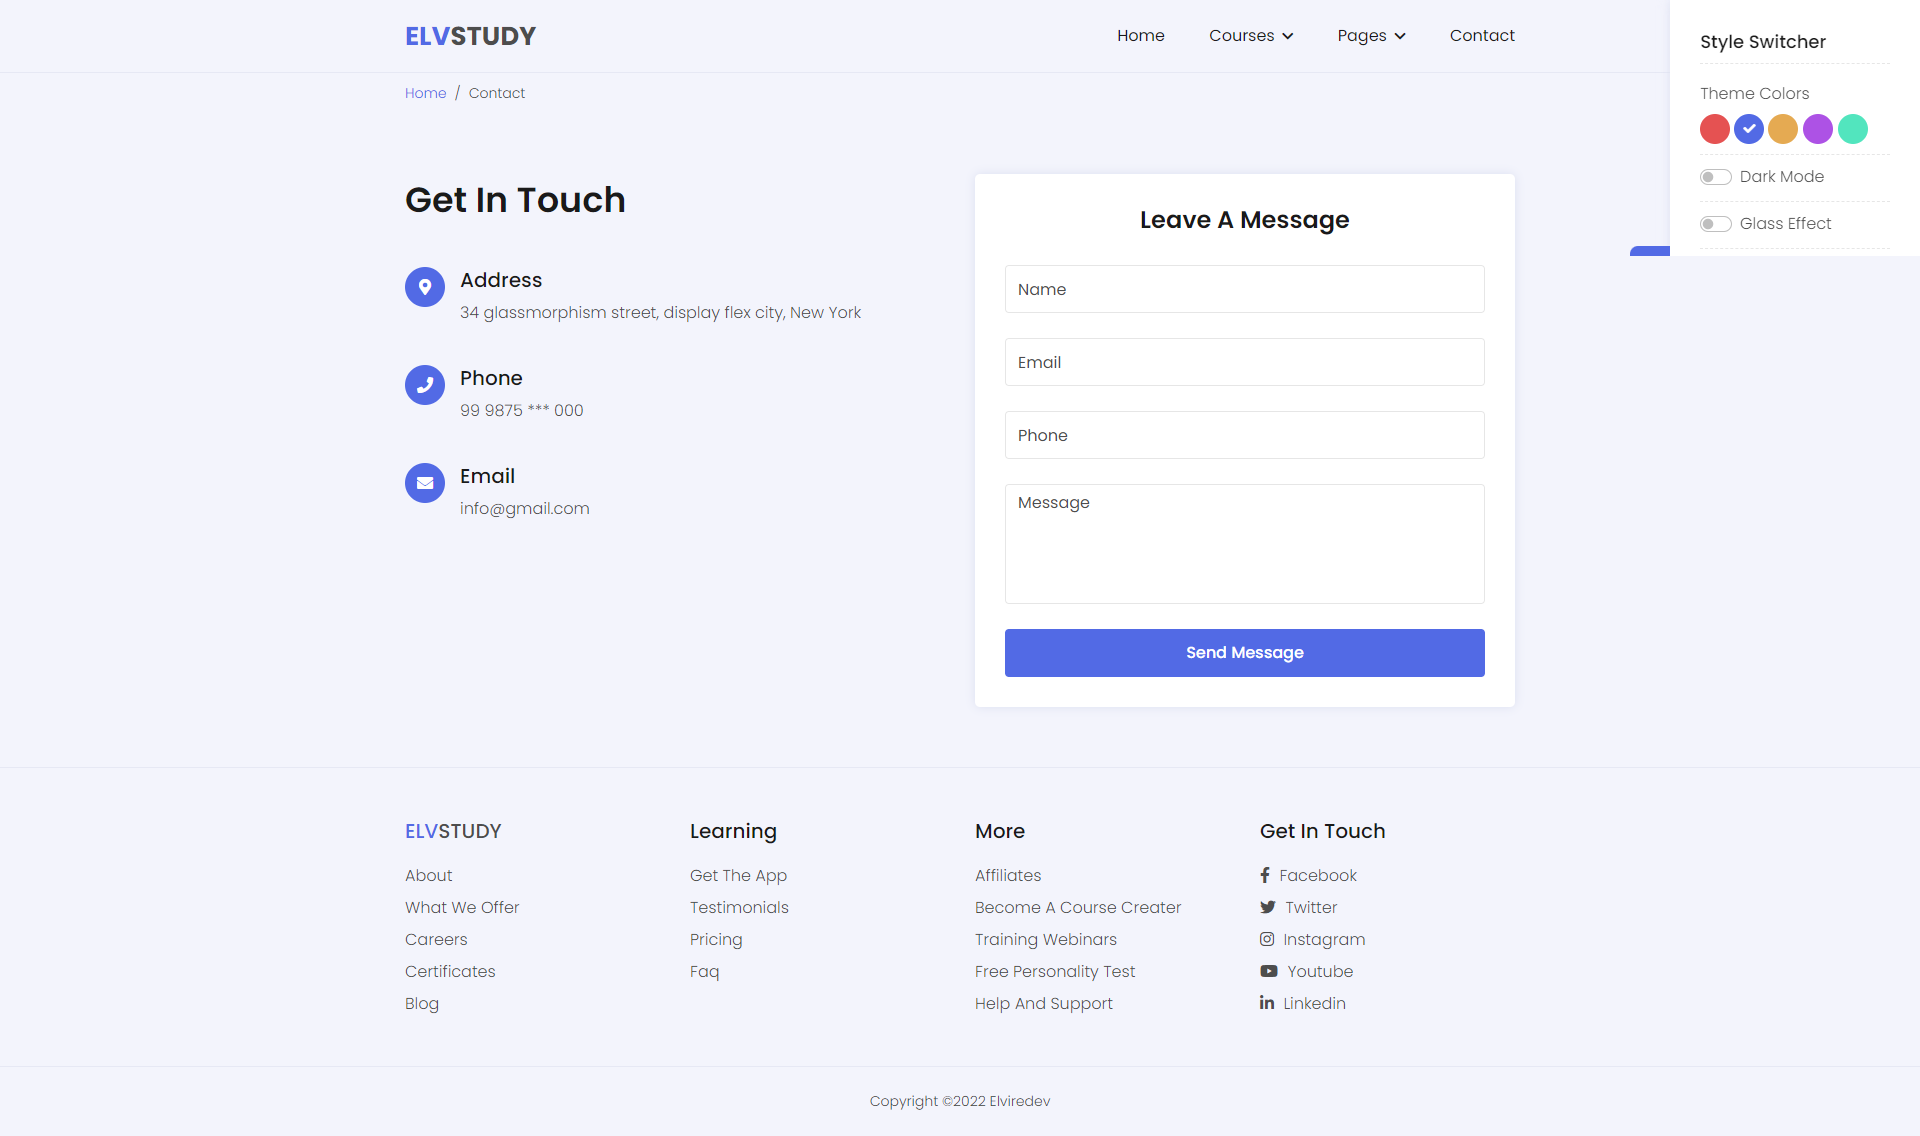 ELVSTUDY
Home Courses Pages Contact
Style Switcher
Home / Contact
Theme Colors
Dark Mode
Glass Effect
Get In Touch
Address
34 glassmorphism street, display flex city, New York
Phone
99 9875 *** 000
Email
info@gmail.com
Leave A Message
Name
Email
Phone
Message
Send Message
ELVSTUDY
About
What We Offer
Careers
Certificates
Blog
Learning
Get The App
Testimonials
Pricing
Faq
More
Affiliates
Become A Course Creater
Training Webinars
Free Personality Test
Help And Support
Get In Touch
Facebook
Twitter
Instagram
Youtube
Linkedin
Copyright ©2022 Elviredev